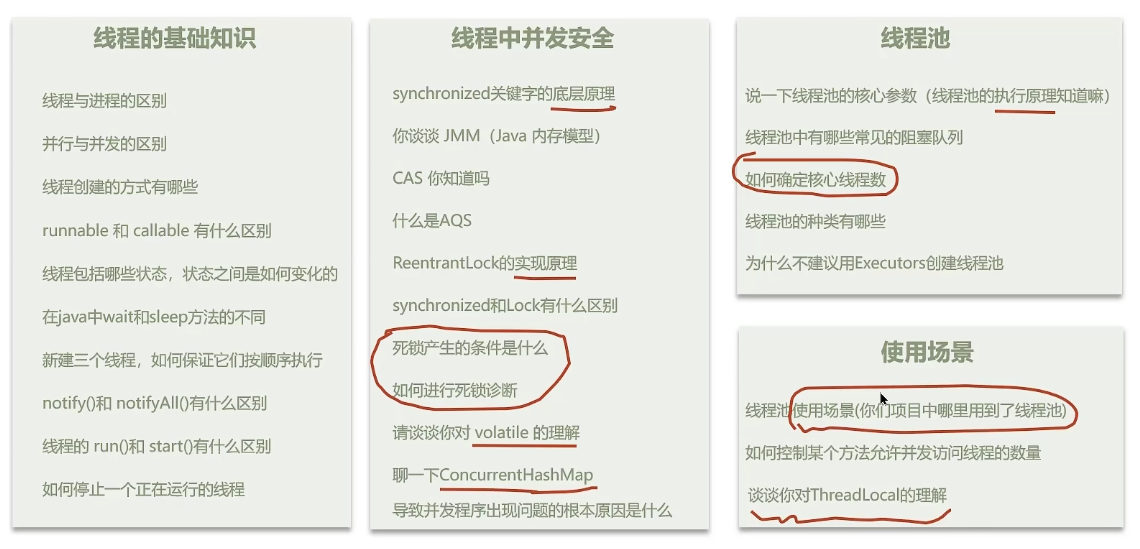 线程的基础知识
线程与进程的区别
并行与并发的区别
线程创建的方式有哪些
runnable 和 callable 有什么区别
线程包括哪些状态，状态之间是如何变化的
在java中wait和sleep方法的不同
新建三个线程，如何保证它们按顺序执行
notify()和 notifyAll()有什么区别
线程的 run()和 start()有什么区别
如何停止一个正在运行的线程
线程中并发安全
synchronized关键字的底层原理
你谈谈 JMM（Java 内存模型）
CAS 你知道吗
什么是AQS
ReentrantLock的实现原理
synchronized和Lock有什么区别
死锁产生的条件是什么
如何进行死锁诊断
请谈谈你对 volatile 的理解
聊一下ConcurrentHashMap
导致并发程序出现问题的根本原因是什么
线程池
说一下线程池的核心参数（线程池的执行原理知道嘛）
线程池中有哪些常见的阻塞队列
如何确定核心线程数
线程池的种类有哪些
为什么不建议用Executors创建线程池
使用场景
线程池使用场景(你们项目中哪里用到了线程池)
如何控制某个方法允许并发访问线程的数量
谈谈你对ThreadLocal的理解